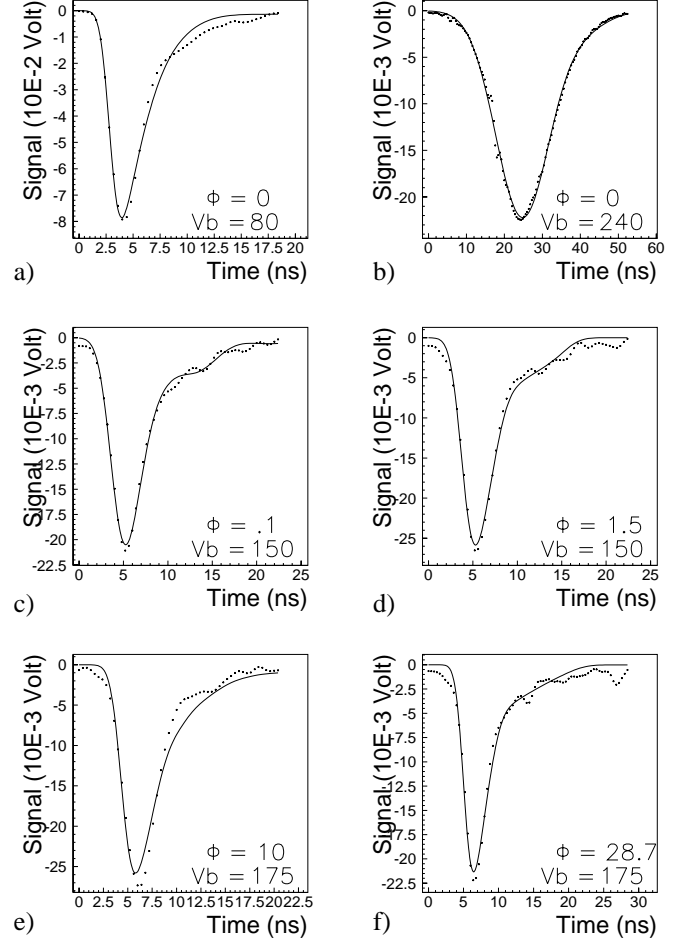 Signal (10E-2 Volt)
0
-1
-2
-3
-4
-5
-6
-7
-8
Φ = 0
Vb = 80
0 2.5 5 7.5 10 12.5 15 17.5 20
a)
Time (ns)
Signal (10E-3 Volt)
0
-5
-10
-15
-20
Φ = 0
Vb = 240
0 10 20 30 40 50 60
b)
Time (ns)
Signal (10E-3 Volt)
0
-2.5
-5
-7.5
-10
-12.5
-15
-17.5
-20
-22.5
Φ = .1
Vb = 150
0 5 10 15 20 25
c)
Time (ns)
Signal (10E-3 Volt)
0
-5
-10
-15
-20
-25
Φ = 1.5
Vb = 150
0 5 10 15 20 25
d)
Time (ns)
Signal (10E-3 Volt)
0
-5
-10
-15
-20
-25
Φ = 10
Vb = 175
0 2.5 5 7.5 10 12.5 15 17.5 20 22.5
e)
Time (ns)
Signal (10E-3 Volt)
0
-2.5
-5
-7.5
-10
-12.5
-15
-17.5
-20
-22.5
Φ = 28.7
Vb = 175
0 5 10 15 20 25 30
f)
Time (ns)